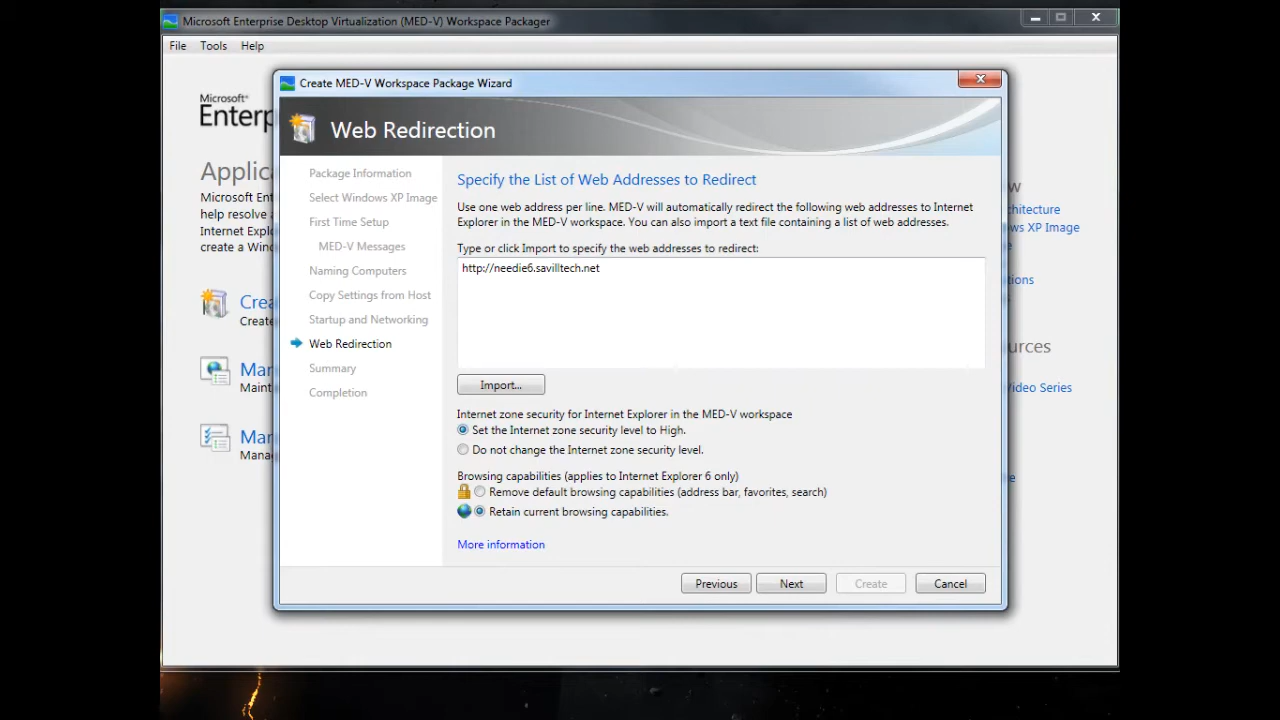 Microsoft Enterprise Desktop Virtualization (MED-V) Workspace Packager
File Tools Help
Create MED-V Workspace Package Wizard
Microsoft®
Enterp
Web Redirection
Applica
Microsoft Ent
help resolve a
Internet Explo
create a Wind
Crea
Create
Man
Maint
Man
Manag
Package Information
Select Windows XP Image
First Time Setup
MED-V Messages
Naming Computers
Copy Settings from Host
Startup and Networking
Web Redirection
Summary
Completion
Specify the List of Web Addresses to Redirect
Use one web address per line. MED-V will automatically redirect the following web addresses to Internet
Explorer in the MED-V workspace. You can also import a text file containing a list of web addresses.
Type or click Import to specify the web addresses to redirect:
http://needie6.savilltech.net
Import...
Internet zone security for Internet Explorer in the MED-V workspace
Set the Internet zone security level to High.
Do not change the Internet zone security level.
Browsing capabilities (applies to Internet Explorer 6 only)
Remove default browsing capabilities (address bar, favorites, search)
Retain current browsing capabilities.
More information
Previous Next Create Cancel
w
chitecture
ws XP Image
e
tions
urces
Video Series
e